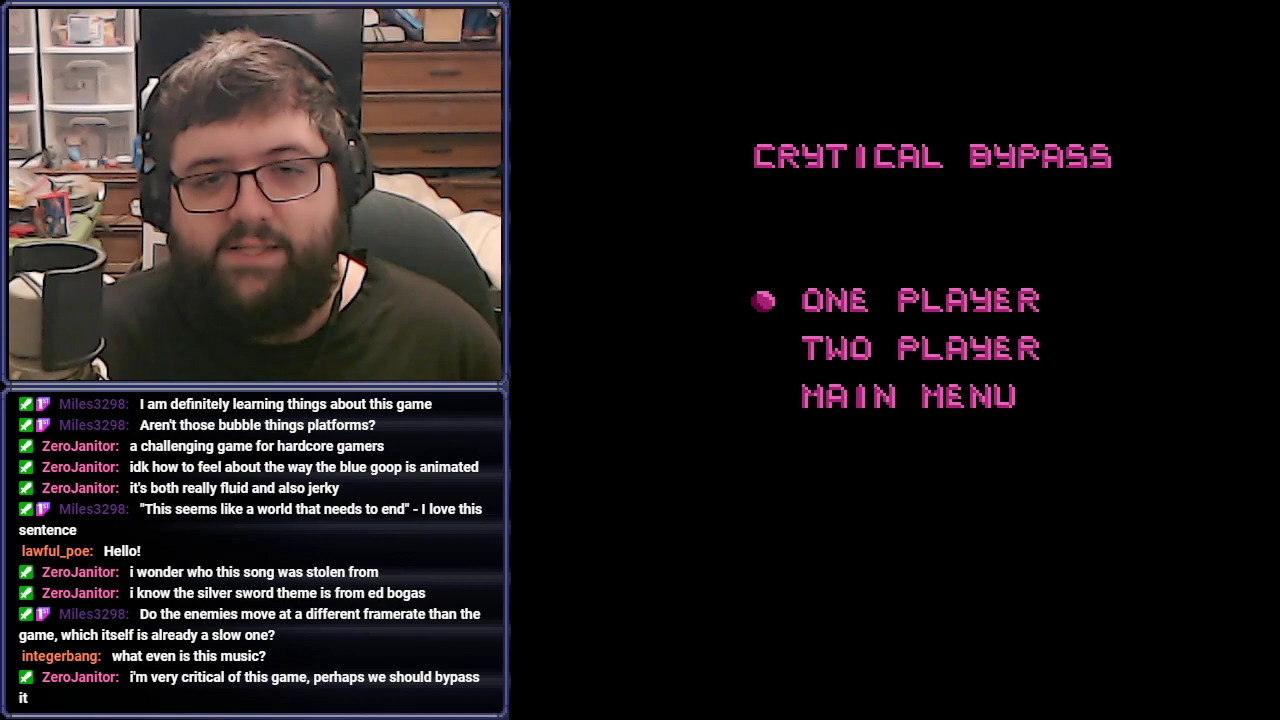 CRYTICAL BYPASS
ONE PLAYER
TWO PLAYER
MAIN MENU
Miles3298: I am definitely learning things about this game
Miles3298: Aren't those bubble things platforms?
ZeroJanitor: a challenging game for hardcore gamers
ZeroJanitor: idk how to feel about the way the blue goop is animated
ZeroJanitor: it's both really fluid and also jerky
Miles3298: "This seems like a world that needs to end" - I love this
sentence
lawful_poe: Hello!
ZeroJanitor: i wonder who this song was stolen from
ZeroJanitor: i know the silver sword theme is from ed bogas
Miles3298: Do the enemies move at a different framerate than the
game, which itself is already a slow one?
integerbang: what even is this music?
ZeroJanitor: i'm very critical of this game, perhaps we should bypass
it